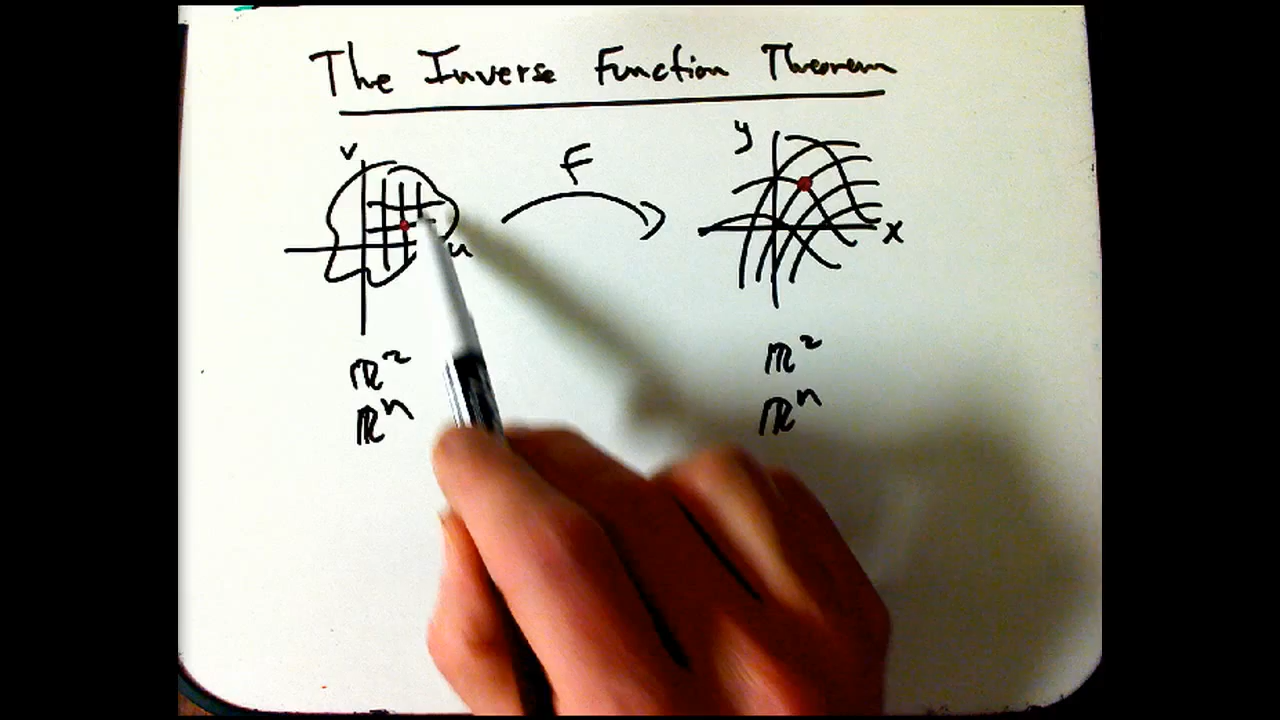 The Inverse Function Theorem
v
F
y
u
x
ℝ²
ℝ²
ℝⁿ
ℝⁿ